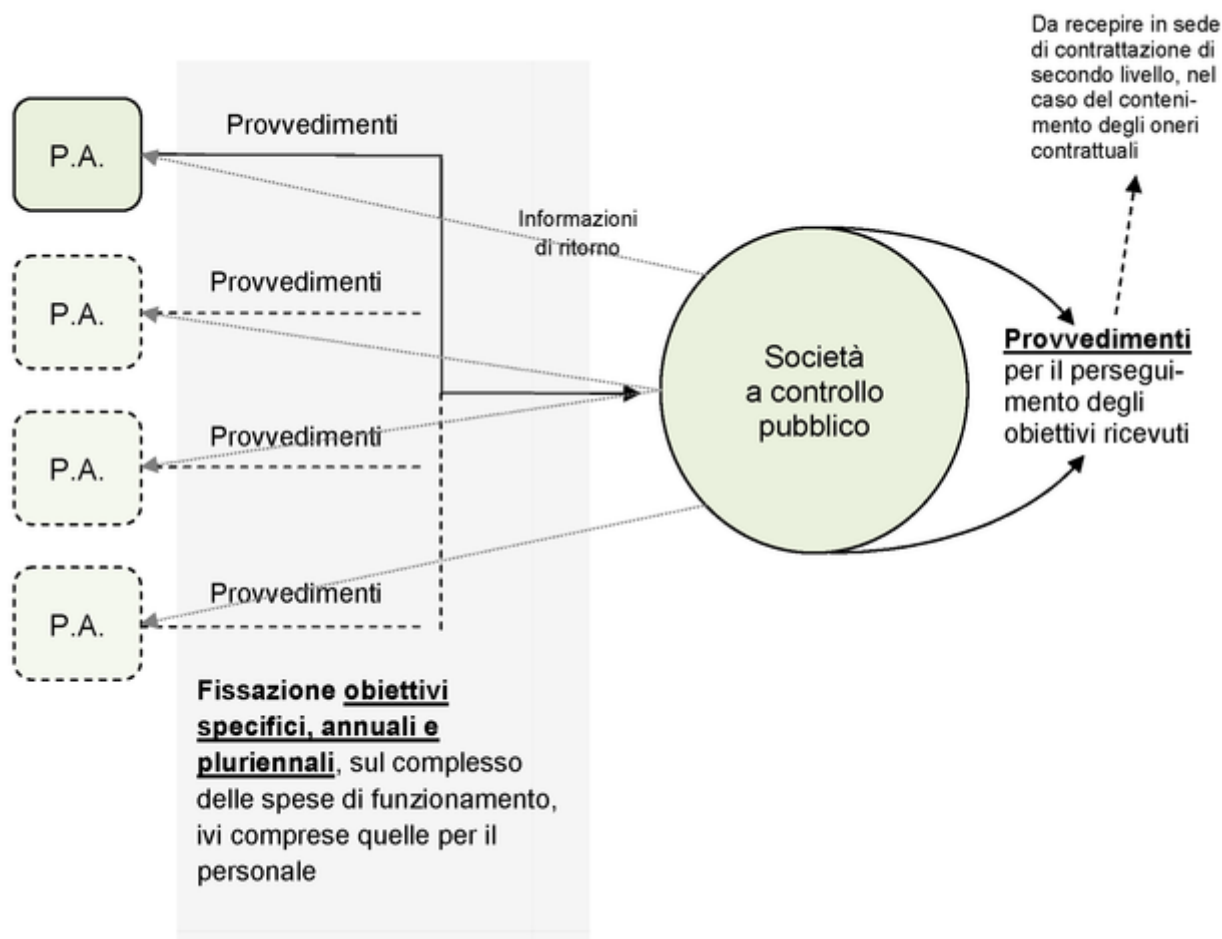 Da recepire in sede
di contrattazione di
secondo livello, nel
caso del conteni-
mento degli oneri
contrattuali
P.A.
Provvedimenti
Informazioni
di ritorno
P.A.
Provvedimenti
P.A.
Provvedimenti
P.A.
Provvedimenti
Società
a controllo
pubblico
Provvedimenti
per il persegui-
mento degli
obiettivi ricevuti
Fissazione obiettivi
specifici, annuali e
pluriennali, sul complesso
delle spese di funzionamento,
ivi comprese quelle per il
personale